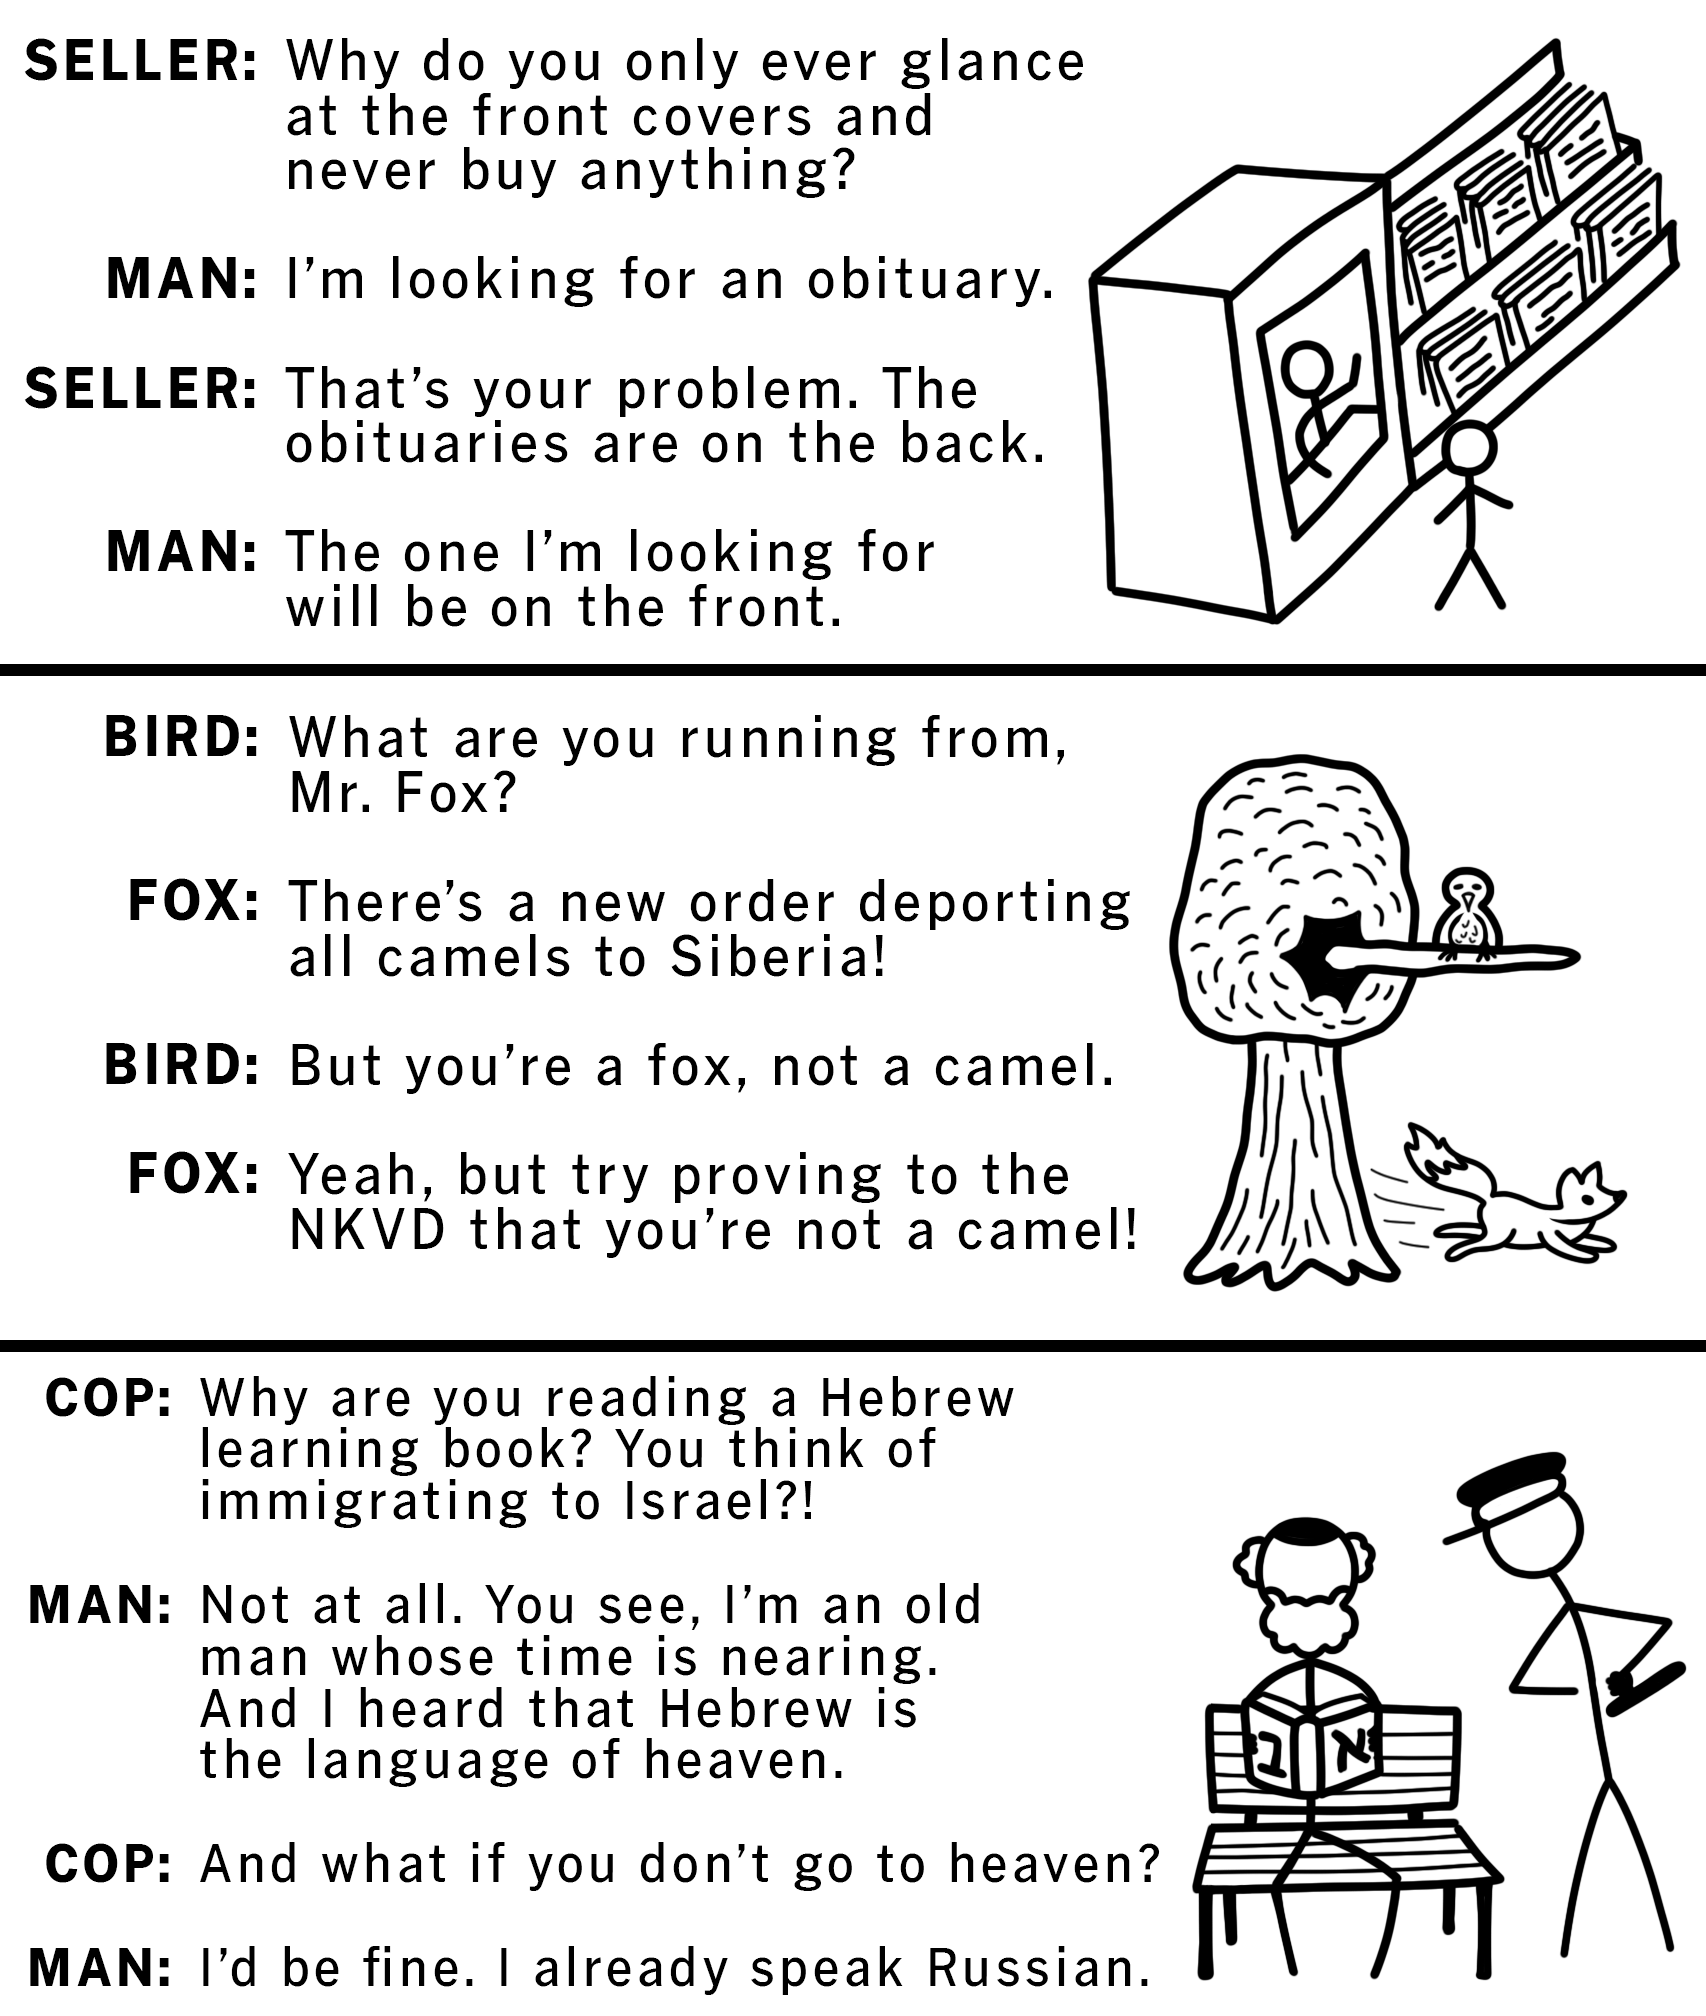 SELLER: Why do you only ever glance
at the front covers and
never buy anything?
MAN: I'm looking for an obituary.
SELLER: That's your problem. The
obituaries are on the back.
MAN: The one I'm looking for
will be on the front.
BIRD: What are you running from,
Mr. Fox?
FOX: There's a new order deporting
all camels to Siberia!
BIRD: But you're a fox, not a camel.
FOX: Yeah, but try proving to the
NKVD that you're not a camel!
COP: Why are you reading a Hebrew
learning book? You think of
immigrating to Israel?!
MAN: Not at all. You see, I'm an old
man whose time is nearing.
And I heard that Hebrew is
the language of heaven.
COP: And what if you don't go to heaven?
MAN: I'd be fine. I already speak Russian.
א ב